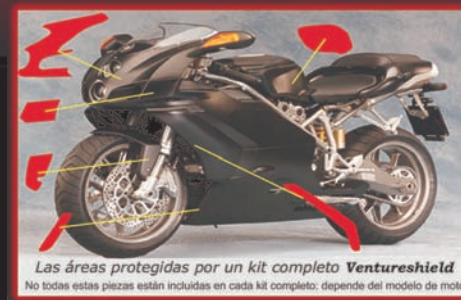 Las áreas protegidas por un kit completo Ventureshield
No todas estas piezas están incluidas en cada kit completo: depende del modelo de moto